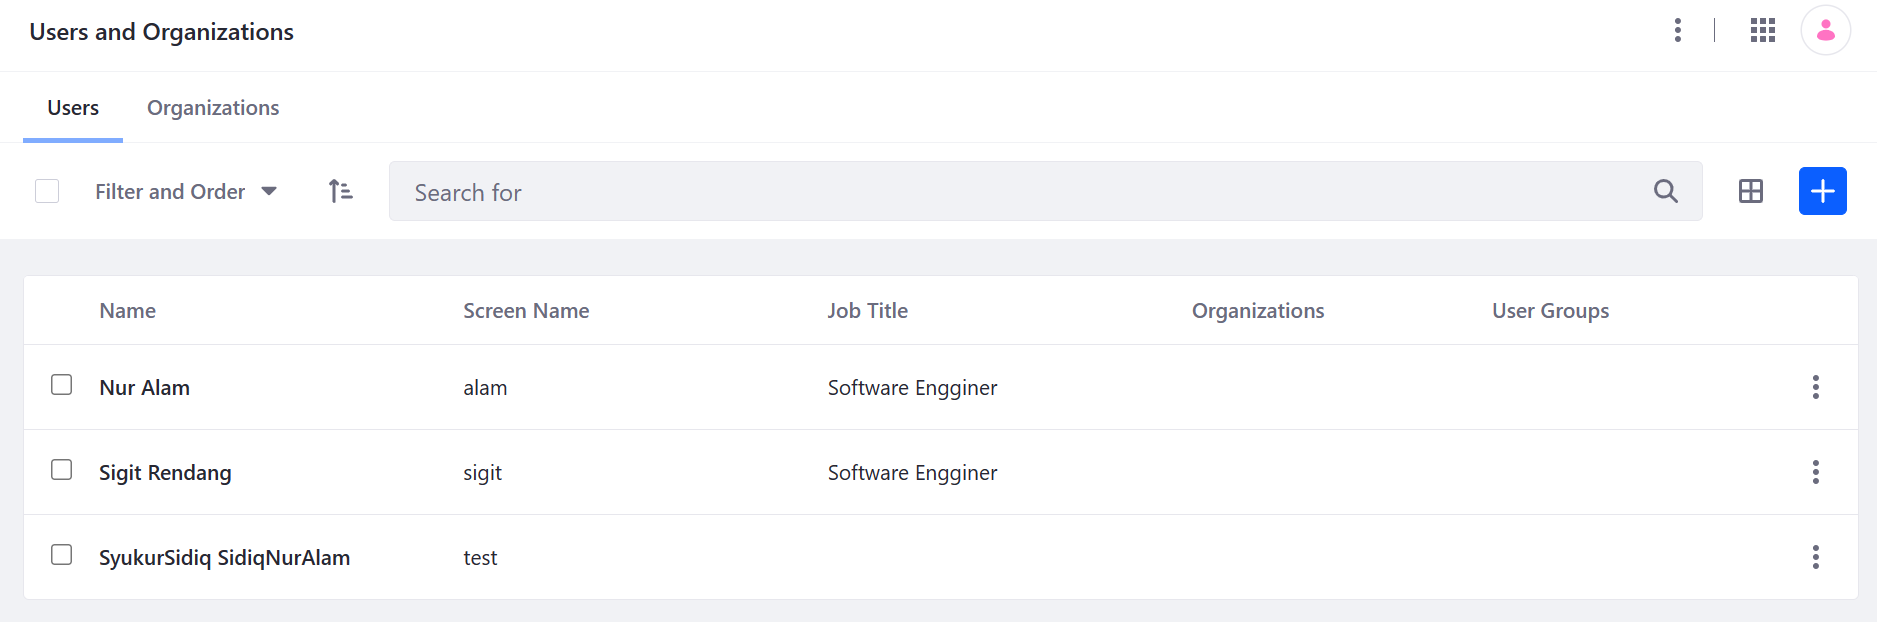 Users and Organizations
Users Organizations
Filter and Order Search for
Name Screen Name Job Title Organizations User Groups
Nur Alam alam Software Engginer
Sigit Rendang sigit Software Engginer
SyukurSidiq SidiqNurAlam test